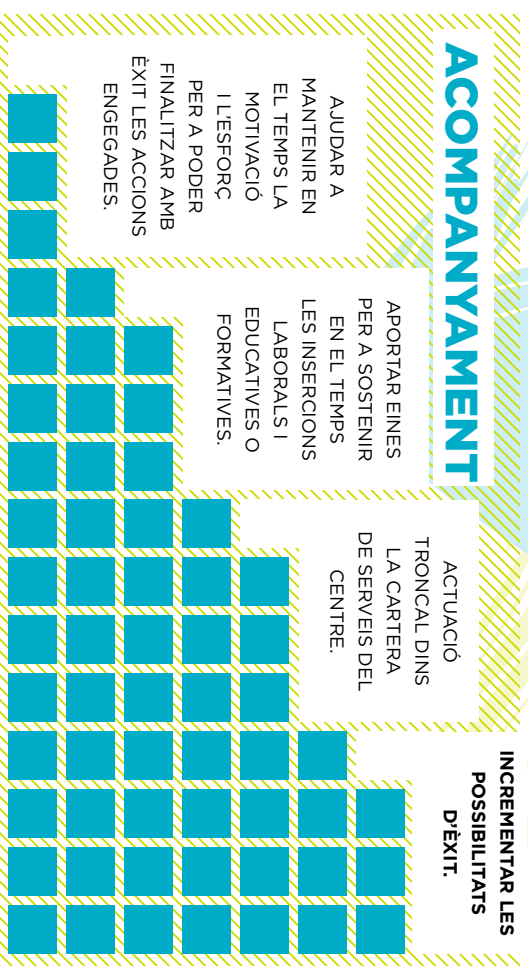 ACOMPANYAMENT
AJUDAR A
MANTENIR EN
EL TEMPS LA
MOTIVACIÓ
I L'ESFORÇ
PER A PODER
FINALITZAR AMB
ÈXIT LES ACCIONS
ENGEGADES.
APORTAR EINES
PER A SOSTENIR
EN EL TEMPS
LES INSERCIONS
LABORALS I
EDUCATIVES O
FORMATIVES.
ACTUACIÓ
TRONCAL DINS
LA CARTERA
DE SERVEIS DEL
CENTRE.
INCREMENTAR LES
POSSIBILITATS
D'ÈXIT.